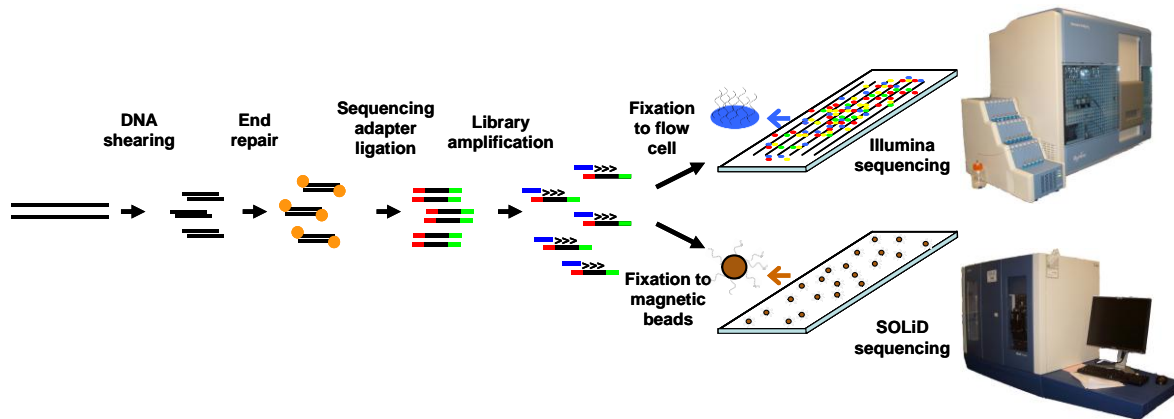 DNA
shearing
End
repair
Sequencing
adapter
ligation
Library
amplification
>>>
>>>
>>>
>>>
>>>
>>>
Fixation
to flow
cell
Illumina
sequencing
Fixation to
magnetic
beads
SOLiD
sequencing